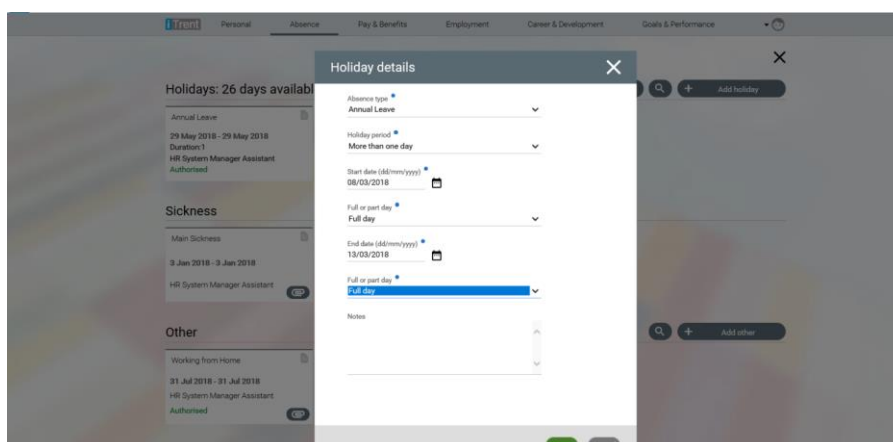 iTrent Personal Absence Pay & Benefits Employment Career & Development Goals & Performance
Holiday details
Holidays: 26 days availabl
Add holiday
Annual Leave
29 May 2018 - 29 May 2018
Duration:1
HR System Manager Assistant
Authorised
Absence type
Annual Leave
Holiday period
More than one day
Start date (dd/mm/yyyy)
08/03/2018
Full or part day
Full day
End date (dd/mm/yyyy)
13/03/2018
Full or part day
Full day
Notes
Sickness
Main Sickness
3 Jan 2018 - 3 Jan 2018
HR System Manager Assistant
Other
Add other
Working from Home
31 Jul 2018 - 31 Jul 2018
HR System Manager Assistant
Authorised